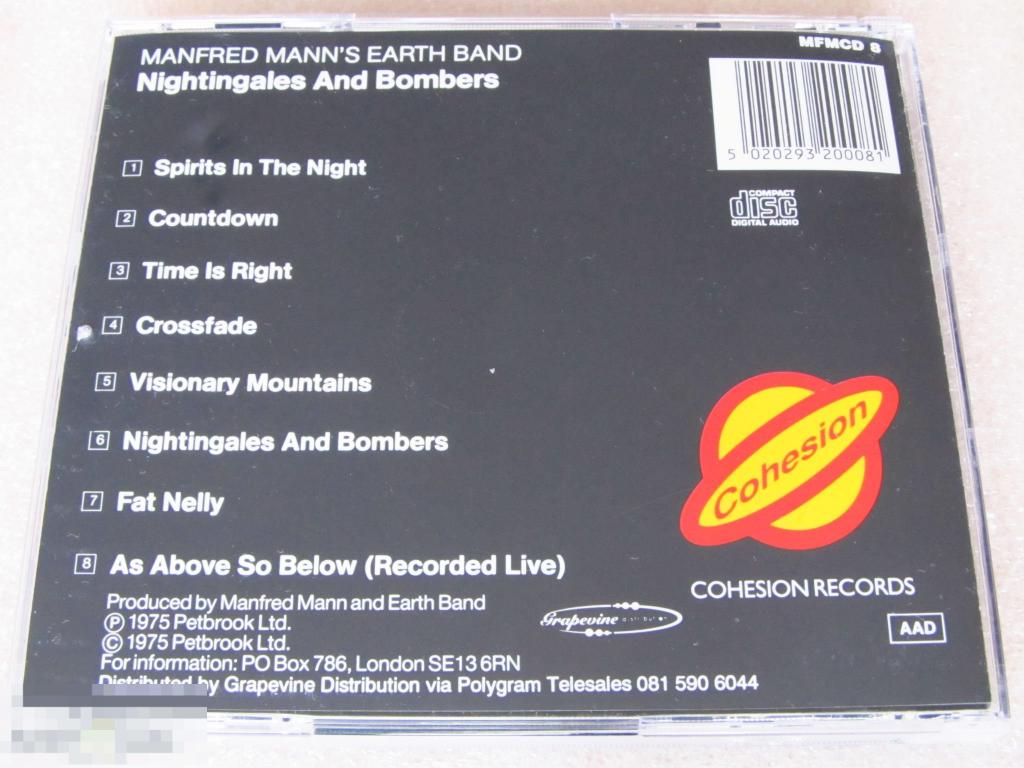 MANFRED MANN'S EARTH BAND
Nightingales And Bombers
MFMCD 8
5 020293 200081
COMPACT
disc
DIGITAL AUDIO
1 Spirits In The Night
2 Countdown
3 Time Is Right
4 Crossfade
5 Visionary Mountains
6 Nightingales And Bombers
7 Fat Nelly
8 As Above So Below (Recorded Live)
Cohesion
COHESION RECORDS
AAD
Produced by Manfred Mann and Earth Band
Ⓟ 1975 Petbrook Ltd.
© 1975 Petbrook Ltd.
For information: PO Box 786, London SE13 6RN
Distributed by Grapevine Distribution via Polygram Telesales 081 590 6044
Grapevine distribution